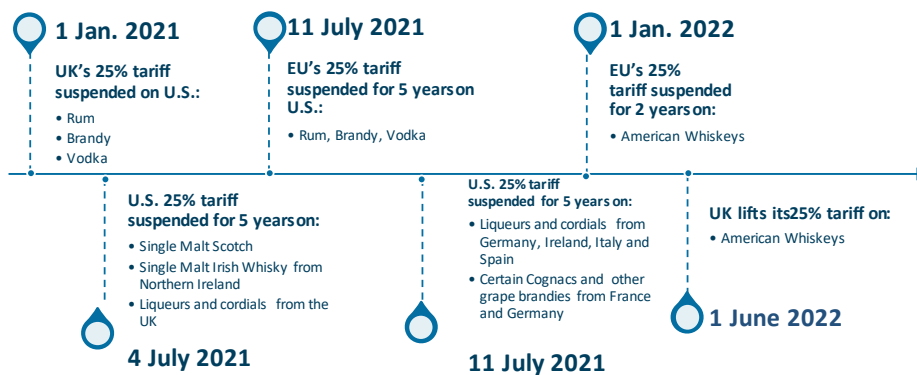 1 Jan. 2021
UK's 25% tariff
suspended on U.S.:
• Rum
• Brandy
• Vodka
11 July 2021
EU's 25% tariff
suspended for 5 years on
U.S.:
• Rum, Brandy, Vodka
1 Jan. 2022
EU's 25%
tariff suspended
for 2 years on:
• American Whiskeys
U.S. 25% tariff
suspended for 5 years on:
• Single Malt Scotch
• Single Malt Irish Whisky from
Northern Ireland
• Liqueurs and cordials from the
UK
4 July 2021
U.S. 25% tariff
suspended for 5 years on:
• Liqueurs and cordials from
Germany, Ireland, Italy and
Spain
• Certain Cognacs and other
grape brandies from France
and Germany
11 July 2021
UK lifts its25% tariff on:
• American Whiskeys
1 June 2022